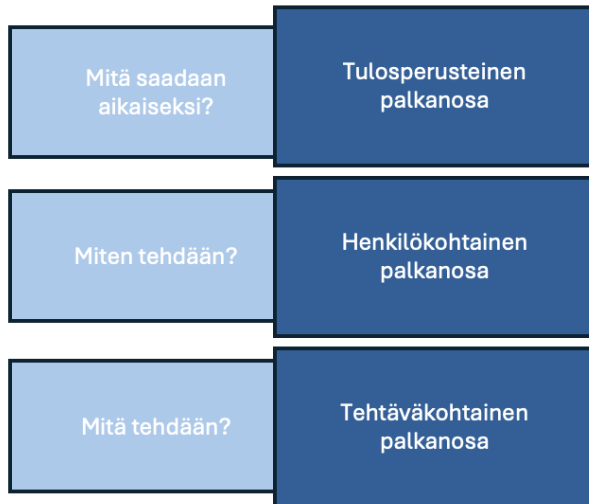 Mitä saadaan
aikaiseksi?
Tulosperusteinen
palkanosa
Miten tehdään?
Henkilökohtainen
palkanosa
Mitä tehdään?
Tehtäväkohtainen
palkanosa